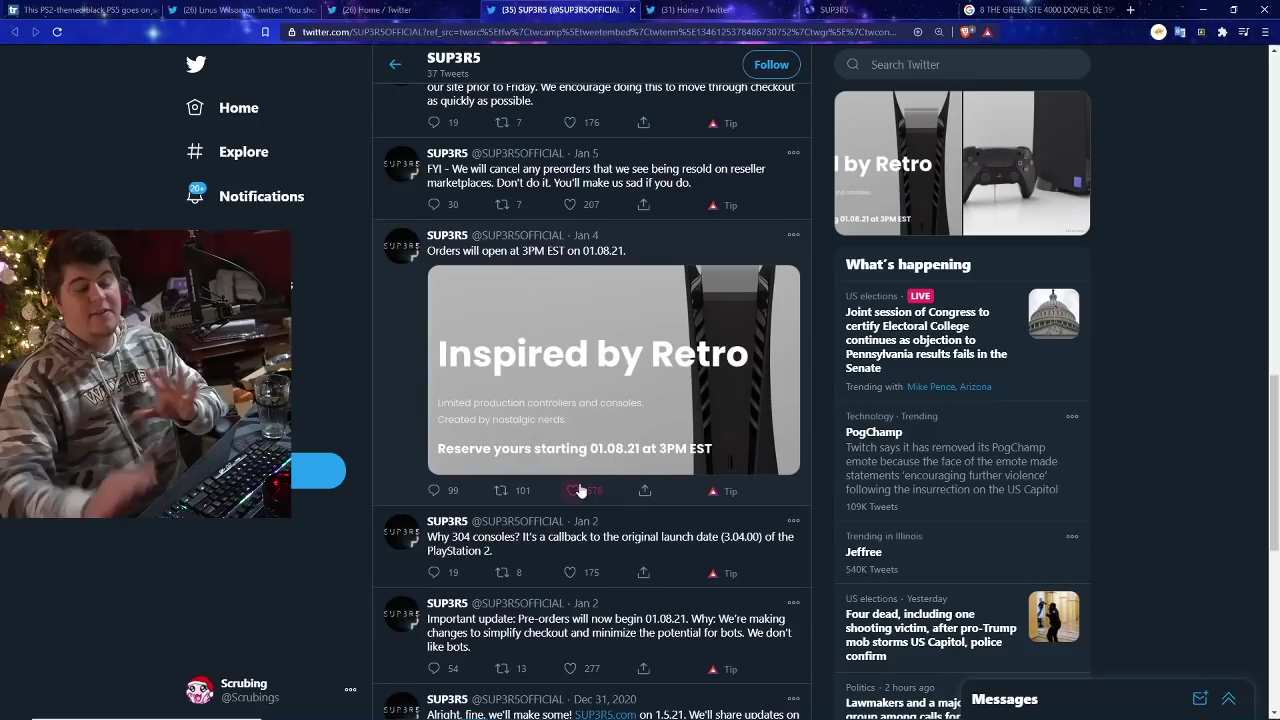 This PS2-themedblack PS5 goes on s
(26) Linus Wilson on Twitter: "You sho
(26) Home / Twitter
(35) SUP3R5 (@SUP3R5OFFICIAL)
(31) Home / Twitter
SUP3R5
8 THE GREEN STE 4000 DOVER, DE 19
twitter.com/SUP3R5OFFICIAL?ref_src=twsrc%5Etfw%7Ctwcamp%5Etweetembed%7Ctwterm%5E1346125378486730752%7Ctwgr%5E%7Ctwcon...
Home
Explore
20+
Notifications
Scrubing
@Scrubings
SUP3R5
37 Tweets
Follow
our site prior to Friday. We encourage doing this to move through checkout
as quickly as possible.
19 7 176 Tip
SUP3R5 @SUP3R5OFFICIAL · Jan 5
FYI - We will cancel any preorders that we see being resold on reseller
marketplaces. Don't do it. You'll make us sad if you do.
30 7 207 Tip
SUP3R5 @SUP3R5OFFICIAL · Jan 4
Orders will open at 3PM EST on 01.08.21.
Inspired by Retro
Limited production controllers and consoles.
Created by nostalgic nerds.
Reserve yours starting 01.08.21 at 3PM EST
99 101 578 Tip
SUP3R5 @SUP3R5OFFICIAL · Jan 2
Why 304 consoles? It's a callback to the original launch date (3.04.00) of the
PlayStation 2.
19 8 175 Tip
SUP3R5 @SUP3R5OFFICIAL · Jan 2
Important update: Pre-orders will now begin 01.08.21. Why: We're making
changes to simplify checkout and minimize the potential for bots. We don't
like bots.
54 13 277 Tip
SUP3R5 @SUP3R5OFFICIAL · Dec 31, 2020
Alright, fine, we'll make some! SUP3R5.com on 1.5.21. We'll share updates on
Search Twitter
d by Retro
g 01.08.21 at 3PM EST
What's happening
US elections · LIVE
Joint session of Congress to
certify Electoral College
continues as objection to
Pennsylvania results fails in the
Senate
Trending with Mike Pence, Arizona
Technology · Trending
PogChamp
Twitch says it has removed its PogChamp
emote because the face of the emote made
statements 'encouraging further violence'
following the insurrection on the US Capitol
109K Tweets
Trending in Illinois
Jeffree
540K Tweets
US elections · Yesterday
Four dead, including one
shooting victim, after pro-Trump
mob storms US Capitol, police
confirm
Politics · 2 hours ago
Lawmakers and a majo
group among calls for
Messages